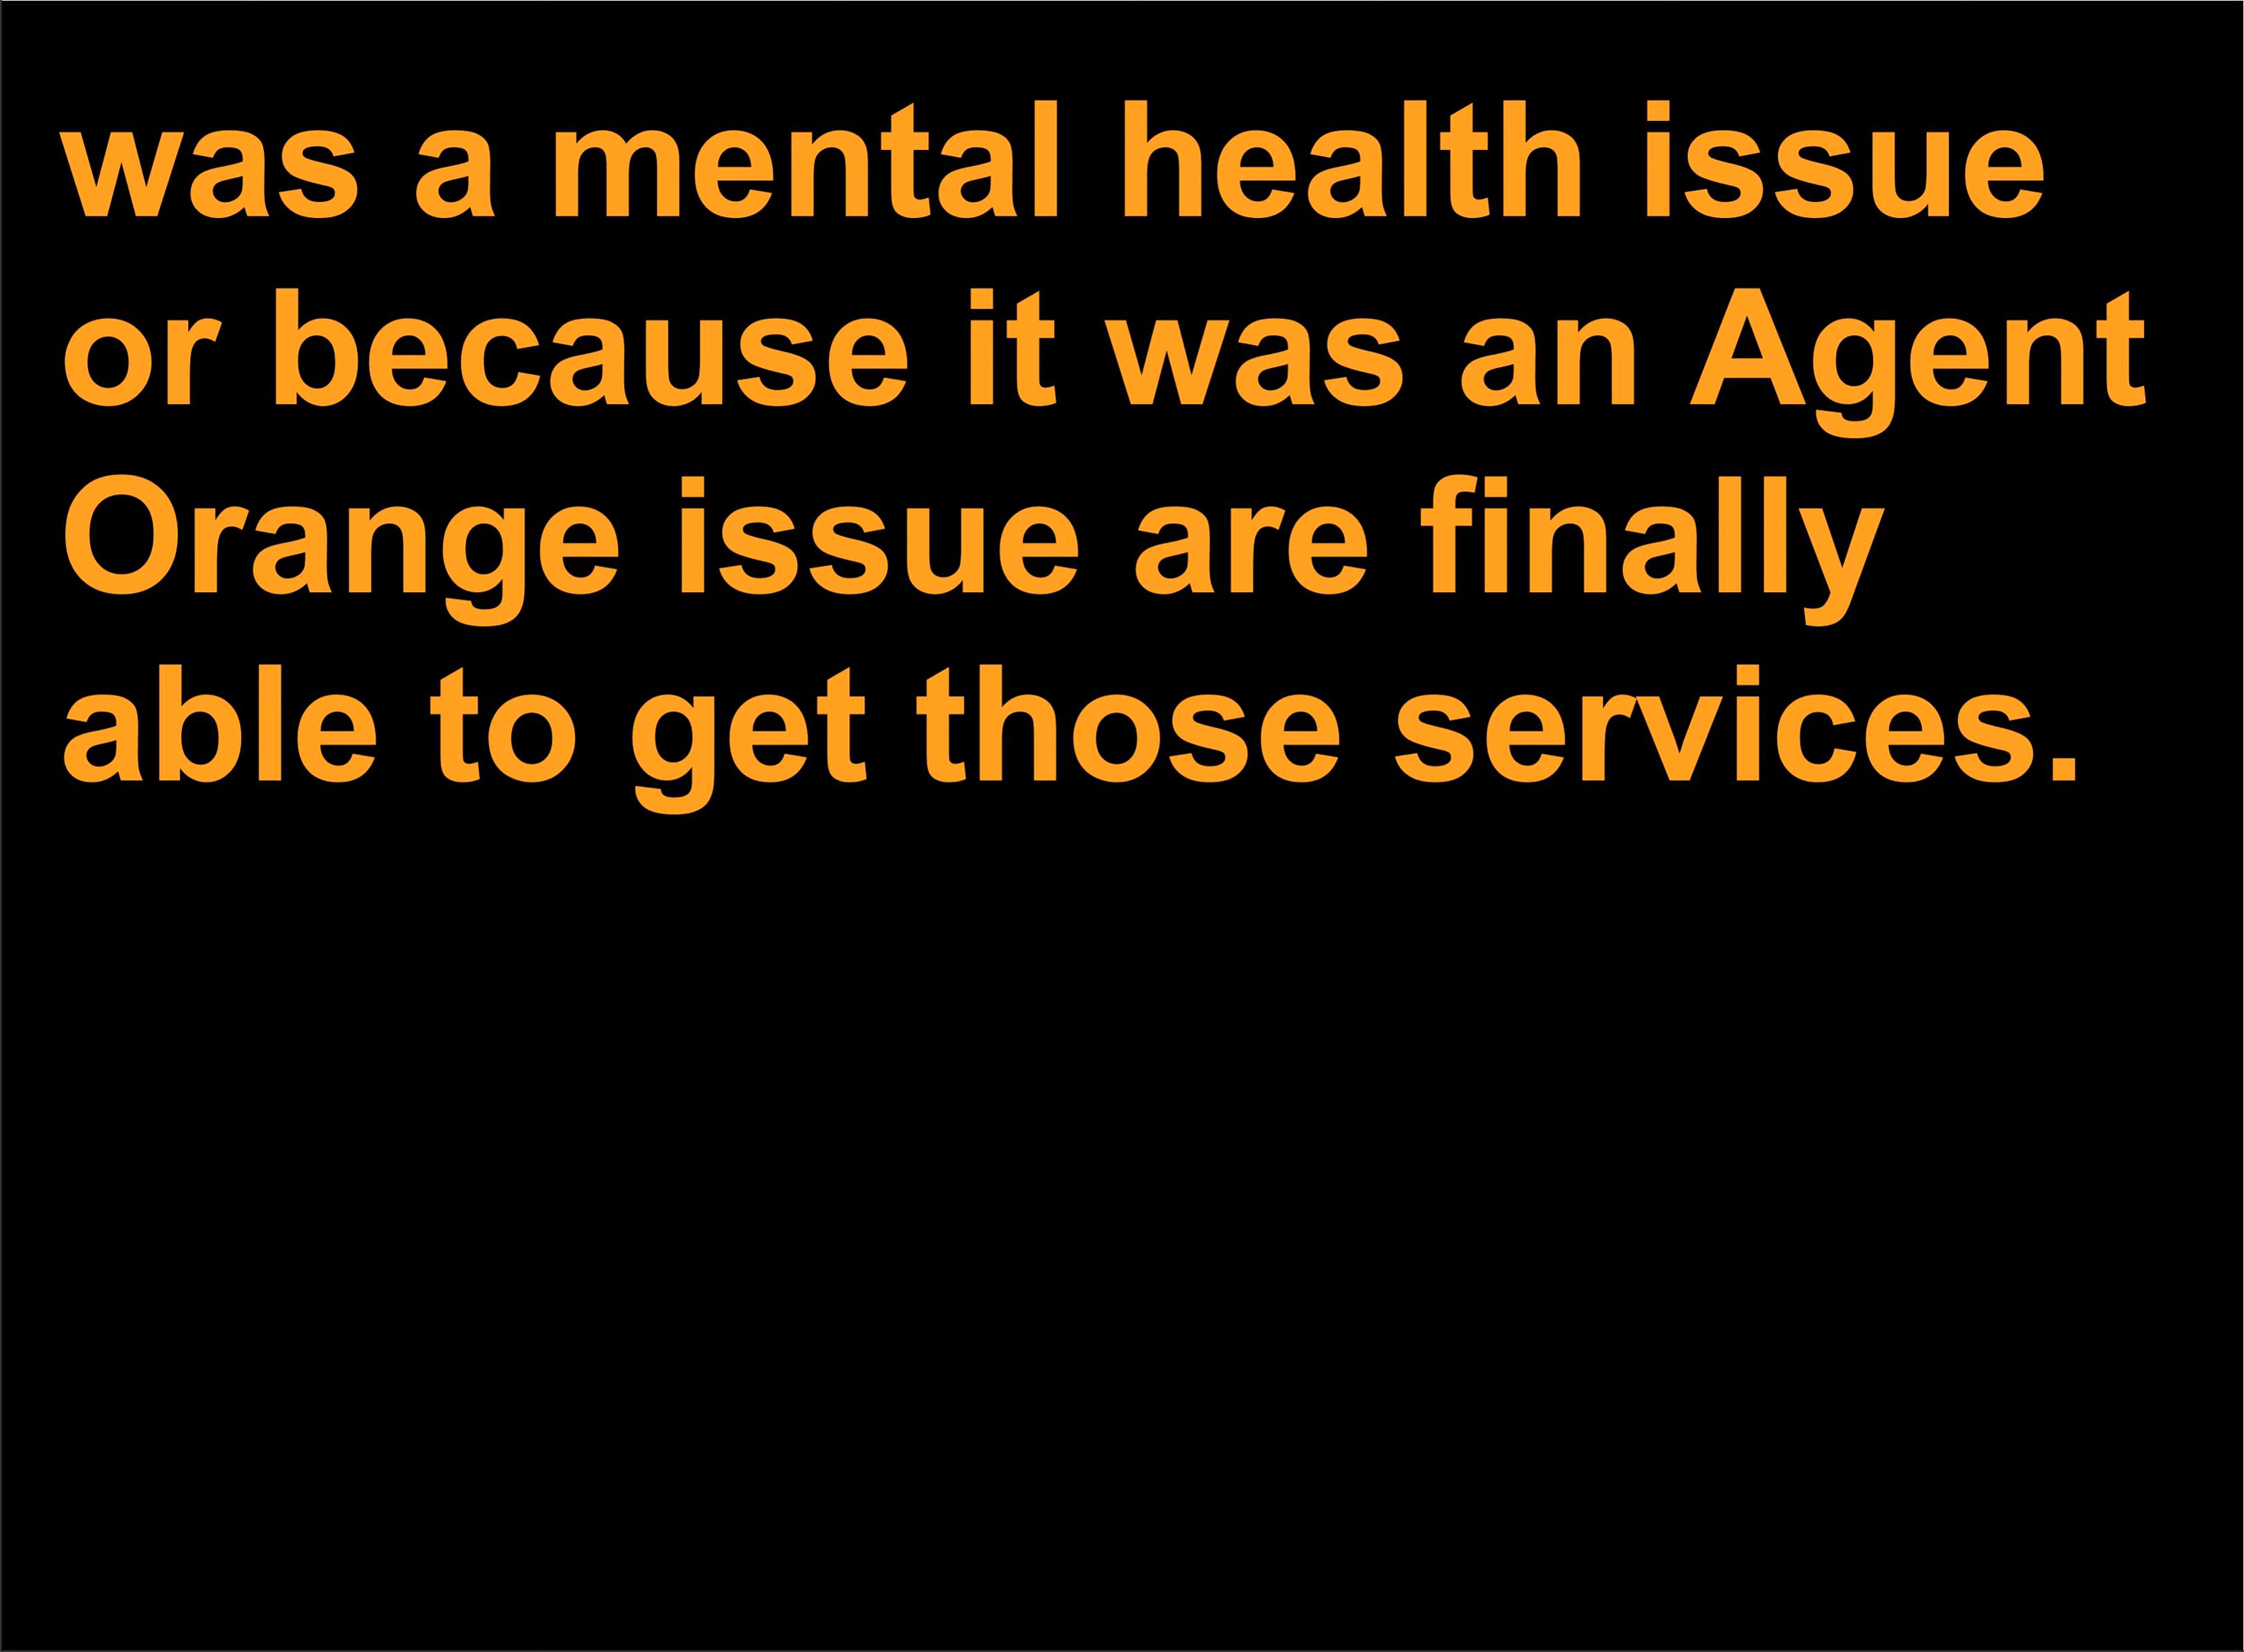 was a mental health issue
or because it was an Agent
Orange issue are finally
able to get those services.